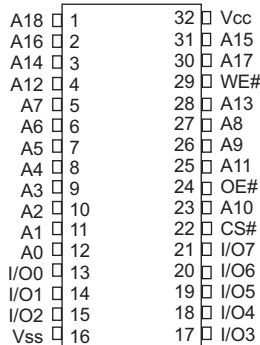 A18 1 32 Vcc
A16 2 31 A15
A14 3 30 A17
A12 4 29 WE#
A7 5 28 A13
A6 6 27 A8
A5 7 26 A9
A4 8 25 A11
A3 9 24 OE#
A2 10 23 A10
A1 11 22 CS#
A0 12 21 I/O7
I/O0 13 20 I/O6
I/O1 14 19 I/O5
I/O2 15 18 I/O4
Vss 16 17 I/O3